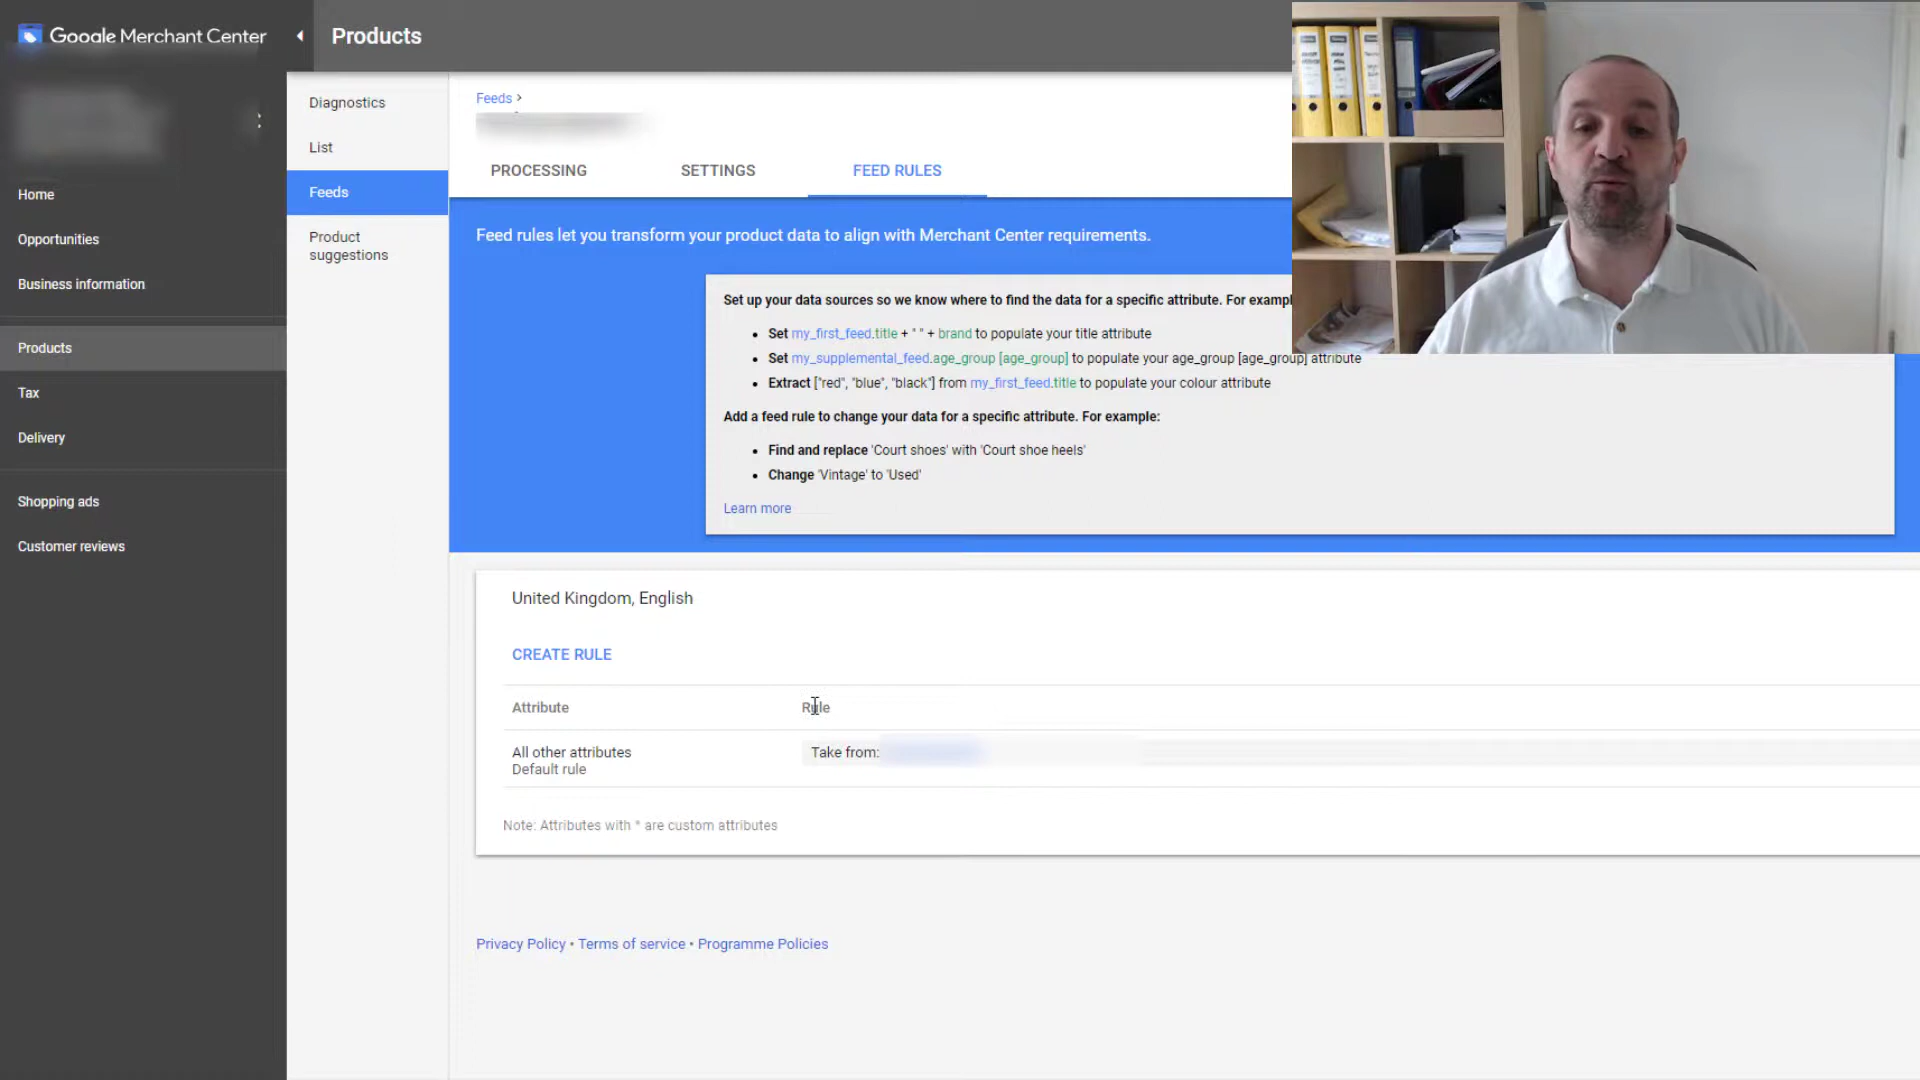 Google Merchant Center
Products
Home
Opportunities
Business information
Products
Tax
Delivery
Shopping ads
Customer reviews
Diagnostics
List
Feeds
Product
suggestions
Feeds >
PROCESSING SETTINGS FEED RULES
Feed rules let you transform your product data to align with Merchant Center requirements.
Set up your data sources so we know where to find the data for a specific attribute. For exampl
• Set my_first_feed.title + " " + brand to populate your title attribute
• Set my_supplemental_feed.age_group [age_group] to populate your age_group [age_group] attribute
• Extract ["red", "blue", "black"] from my_first_feed.title to populate your colour attribute
Add a feed rule to change your data for a specific attribute. For example:
• Find and replace 'Court shoes' with 'Court shoe heels'
• Change 'Vintage' to 'Used'
Learn more
United Kingdom, English
CREATE RULE
Attribute Rule
All other attributes Take from:
Default rule
Note: Attributes with * are custom attributes
Privacy Policy • Terms of service • Programme Policies